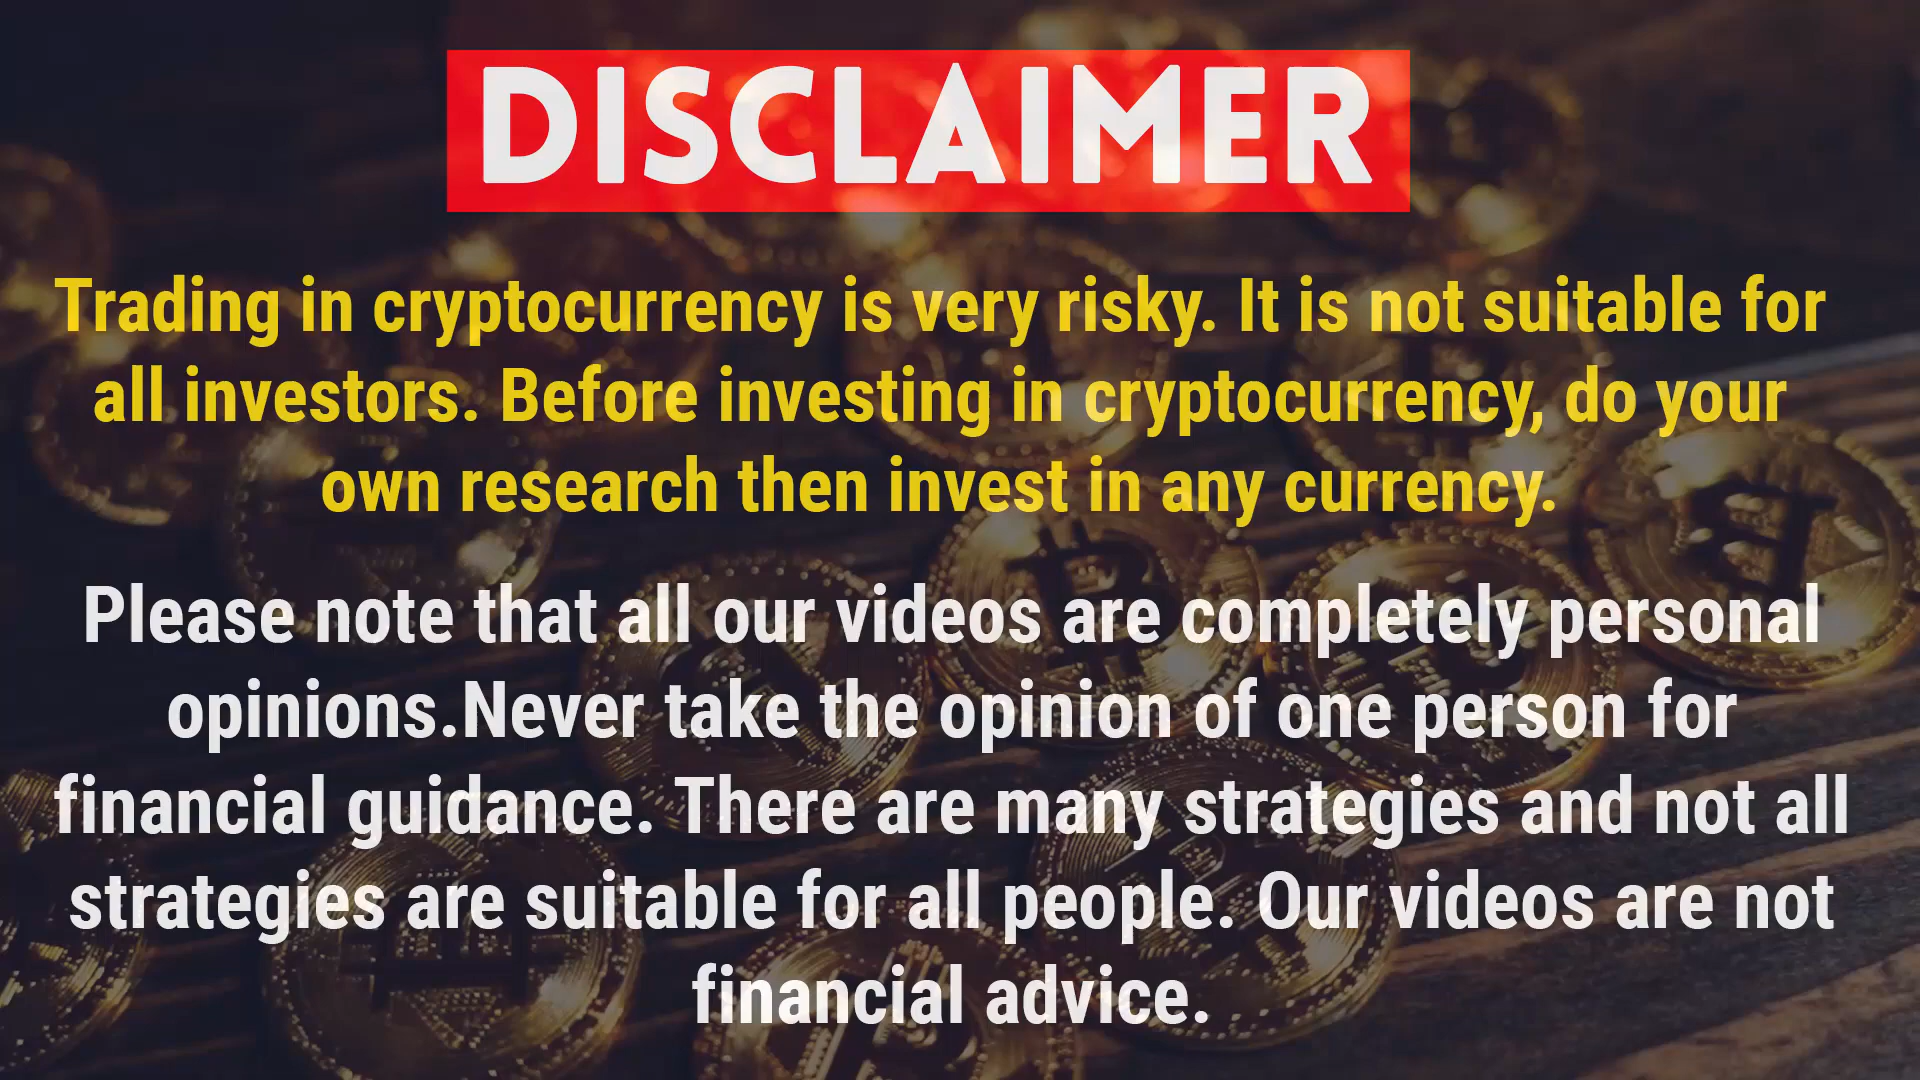 DISCLAIMER
Trading in cryptocurrency is very risky. It is not suitable for
all investors. Before investing in cryptocurrency, do your
own research then invest in any currency.
Please note that all our videos are completely personal
opinions.Never take the opinion of one person for
financial guidance. There are many strategies and not all
strategies are suitable for all people. Our videos are not
financial advice.